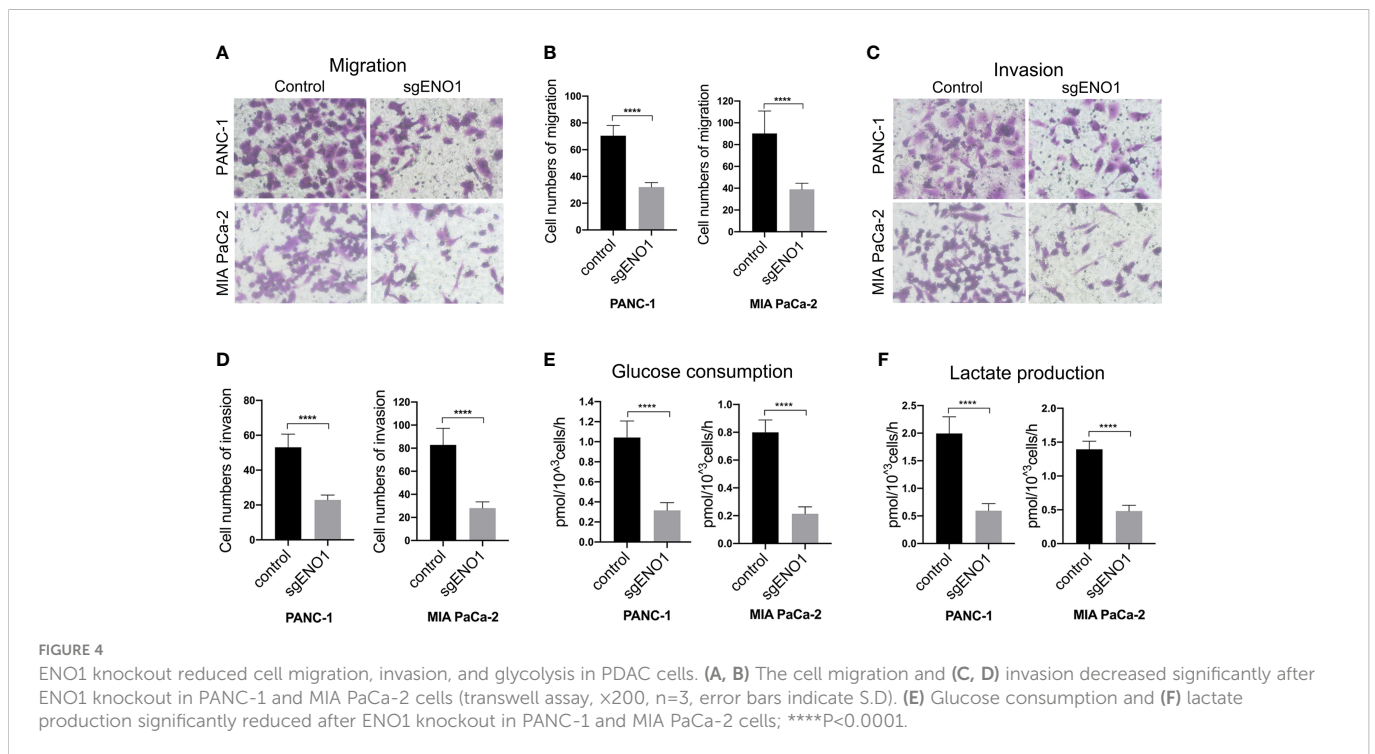 A
Migration
Control sgENO1
PANC-1
MIA PaCa-2
B
Cell numbers of migration
100
80
60
40
20
0
****
control
sgENO1
PANC-1
Cell numbers of migration
120
100
80
60
40
20
0
****
control
sgENO1
MIA PaCa-2
C
Invasion
Control sgENO1
PANC-1
MIA PaCa-2
D
Cell numbers of invasion
80
60
40
20
0
****
control
sgENO1
PANC-1
Cell numbers of invasion
120
100
80
60
40
20
0
****
control
sgENO1
MIA PaCa-2
E
Glucose consumption
pmol/10^3cells/h
1.4
1.2
1.0
0.8
0.6
0.4
0.2
0.0
****
control
sgENO1
PANC-1
pmol/10^3cells/h
1.0
0.8
0.6
0.4
0.2
0.0
****
control
sgENO1
MIA PaCa-2
F
Lactate production
pmol/10^3cells/h
2.5
2.0
1.5
1.0
0.5
0.0
****
control
sgENO1
PANC-1
pmol/10^3cells/h
2.0
1.5
1.0
0.5
0.0
****
control
sgENO1
MIA PaCa-2
FIGURE 4
ENO1 knockout reduced cell migration, invasion, and glycolysis in PDAC cells. (A, B) The cell migration and (C, D) invasion decreased significantly after
ENO1 knockout in PANC-1 and MIA PaCa-2 cells (transwell assay, ×200, n=3, error bars indicate S.D). (E) Glucose consumption and (F) lactate
production significantly reduced after ENO1 knockout in PANC-1 and MIA PaCa-2 cells; ****P<0.0001.